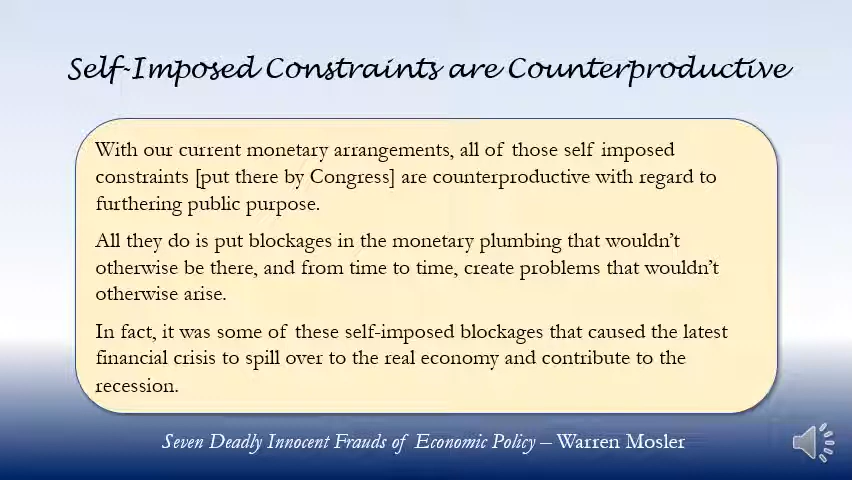 Self-Imposed Constraints are Counterproductive
With our current monetary arrangements, all of those self imposed
constraints [put there by Congress] are counterproductive with regard to
furthering public purpose.
All they do is put blockages in the monetary plumbing that wouldn't
otherwise be there, and from time to time, create problems that wouldn't
otherwise arise.
In fact, it was some of these self-imposed blockages that caused the latest
financial crisis to spill over to the real economy and contribute to the
recession.
Seven Deadly Innocent Frauds of Economic Policy – Warren Mosler